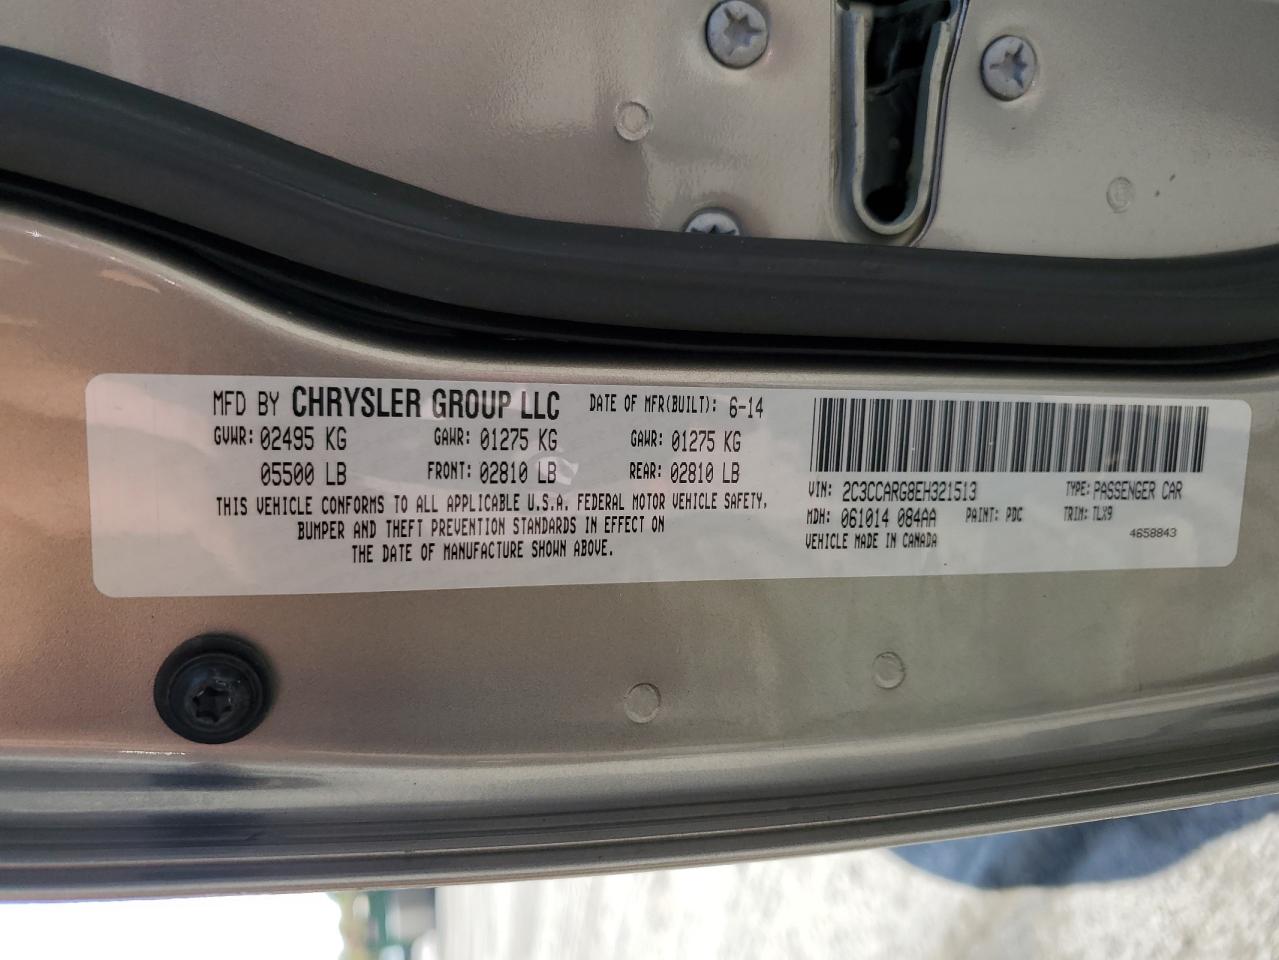 MFD BY CHRYSLER GROUP LLC DATE OF MFR(BUILT): 6-14
GVWR: 02495 KG GAWR: 01275 KG GAWR: 01275 KG
05500 LB FRONT: 02810 LB REAR: 02810 LB
THIS VEHICLE CONFORMS TO ALL APPLICABLE U.S.A. FEDERAL MOTOR VEHICLE SAFETY,
BUMPER AND THEFT PREVENTION STANDARDS IN EFFECT ON
THE DATE OF MANUFACTURE SHOWN ABOVE.
VIN: 2C3CCARG8EH321513 TYPE: PASSENGER CAR
MDH: 061014 084AA PAINT: PDC TRIM: TLX9
VEHICLE MADE IN CANADA 4658843